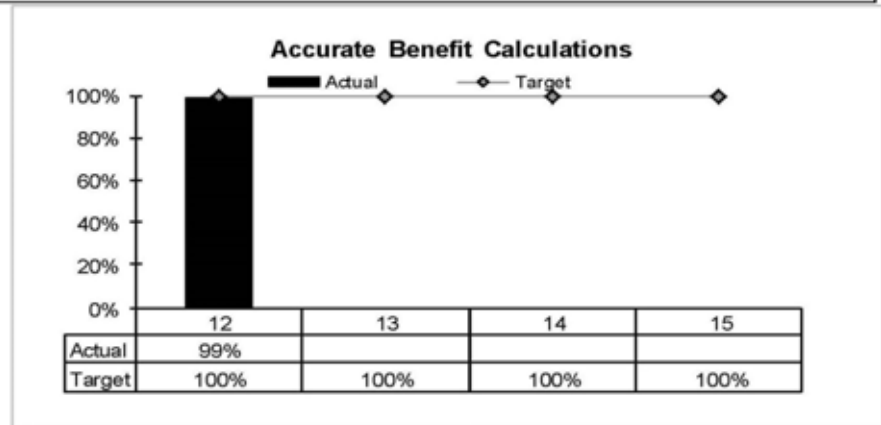 Accurate Benefit Calculations
Actual Target
100%
80%
60%
40%
20%
0%
12 13 14 15
Actual 99%
Target 100% 100% 100% 100%